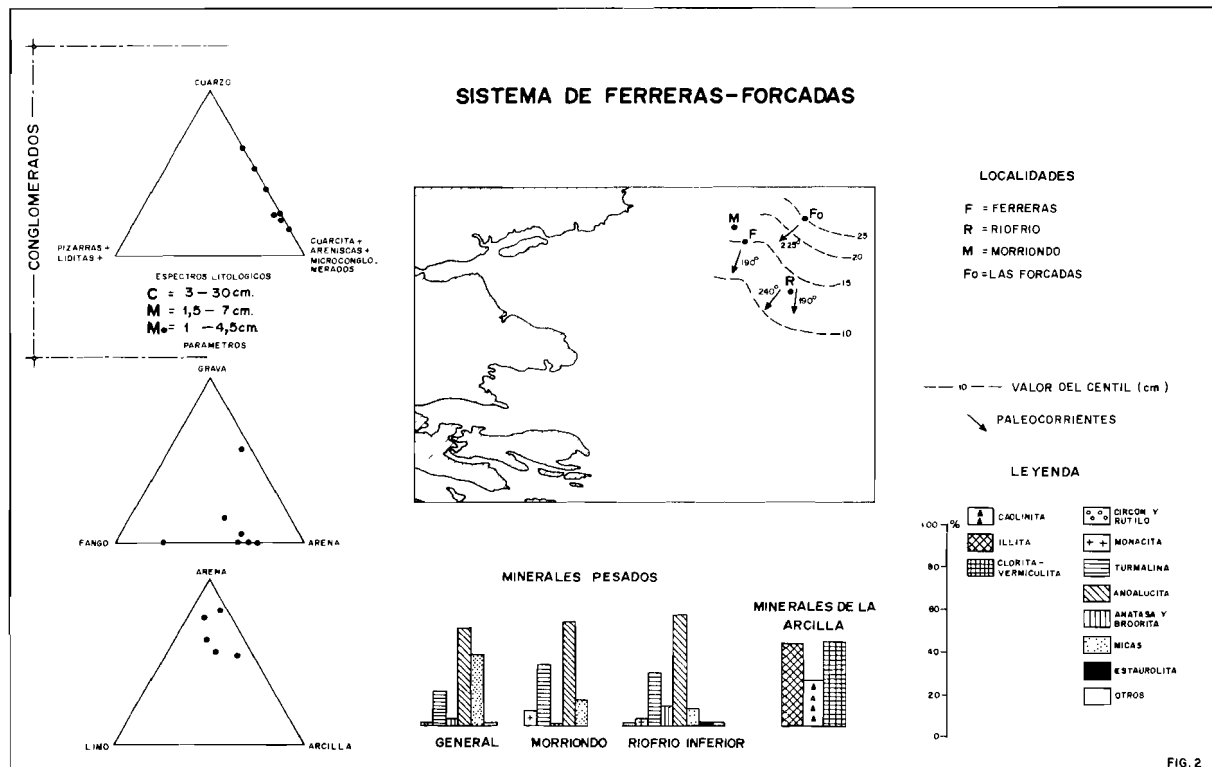 SISTEMA DE FERRERAS-FORCADAS
CONGLOMERADOS
CUARZO
PIZARRAS +
LIDITAS +
CUARCITA +
ARENISCAS +
MICROCONGLO_
MERADOS
ESPECTROS LITOLOGICOS
C = 3-30 cm.
M = 1,5-7 cm.
M• = 1 -4,5cm.
PARAMETROS
GRAVA
FANGO
ARENA
ARENA
LIMO
ARCILLA
M
Fo
F
R
225°
190°
240°
190°
25
20
15
10
LOCALIDADES
F = FERRERAS
R = RIOFRIO
M = MORRIONDO
Fo = LAS FORCADAS
10 VALOR DEL CENTIL (cm)
PALEOCORRIENTES
LEYENDA
100 %
80
60
40
20
0
CAOLINITA
ILLITA
CLORITA-
VERMICULITA
CIRCON Y
RUTILO
MONACITA
TURMALINA
ANDALUCITA
ANATASA Y
BROOKITA
MICAS
ESTAUROLITA
OTROS
MINERALES PESADOS
GENERAL
MORRIONDO
RIOFRIO INFERIOR
MINERALES DE LA
ARCILLA
FIG. 2